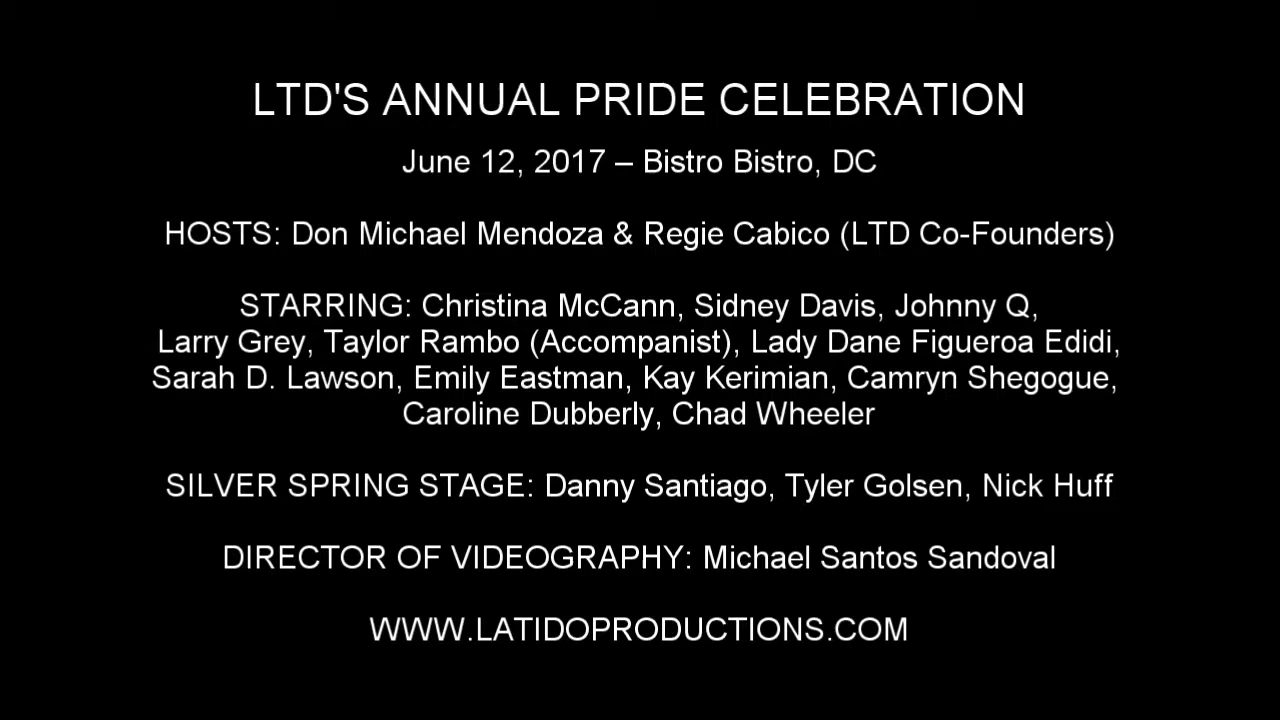 LTD'S ANNUAL PRIDE CELEBRATION
June 12, 2017 – Bistro Bistro, DC
HOSTS: Don Michael Mendoza & Regie Cabico (LTD Co-Founders)
STARRING: Christina McCann, Sidney Davis, Johnny Q,
Larry Grey, Taylor Rambo (Accompanist), Lady Dane Figueroa Edidi,
Sarah D. Lawson, Emily Eastman, Kay Kerimian, Camryn Shegogue,
Caroline Dubberly, Chad Wheeler
SILVER SPRING STAGE: Danny Santiago, Tyler Golsen, Nick Huff
DIRECTOR OF VIDEOGRAPHY: Michael Santos Sandoval
WWW.LATIDOPRODUCTIONS.COM